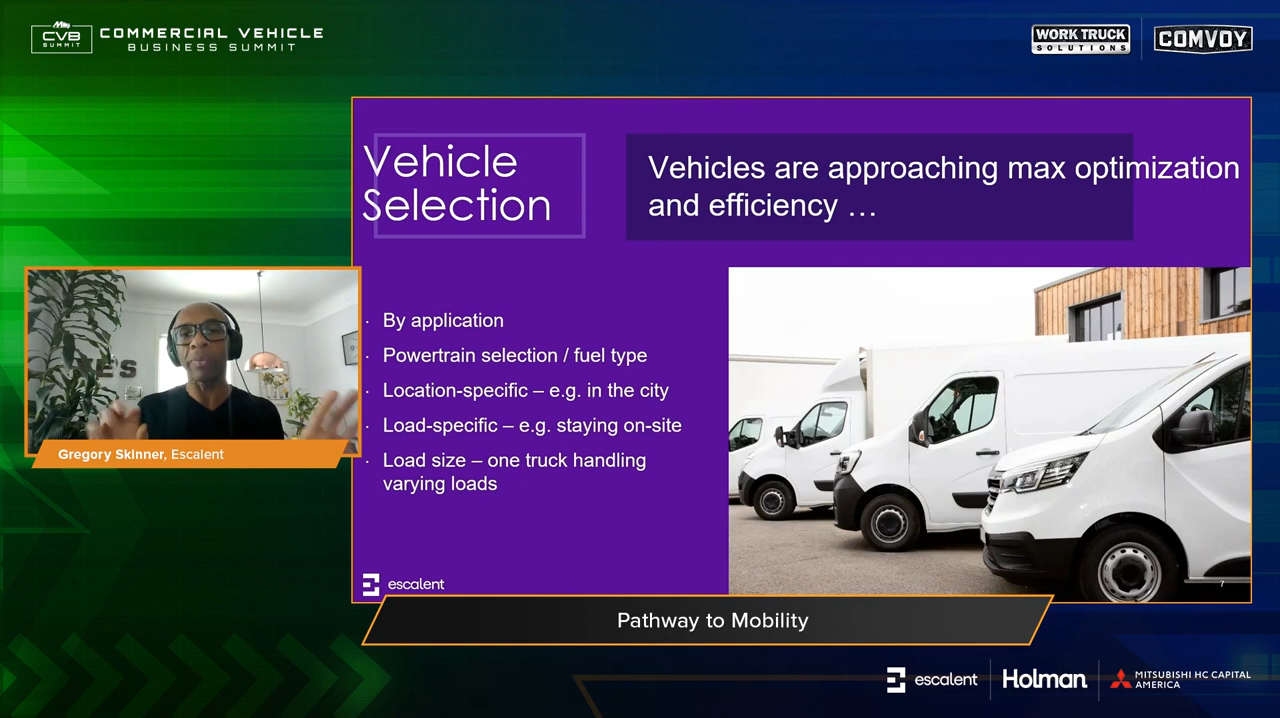 CVB
SUMMIT
COMMERCIAL VEHICLE
BUSINESS SUMMIT
WORK TRUCK
SOLUTIONS
COMVOY
Vehicle
Selection
Vehicles are approaching max optimization
and efficiency …
· By application
· Powertrain selection / fuel type
· Location-specific – e.g. in the city
· Load-specific – e.g. staying on-site
· Load size – one truck handling
varying loads
Gregory Skinner, Escalent
escalent
7
Pathway to Mobility
escalent
Holman
MITSUBISHI HC CAPITAL
AMERICA